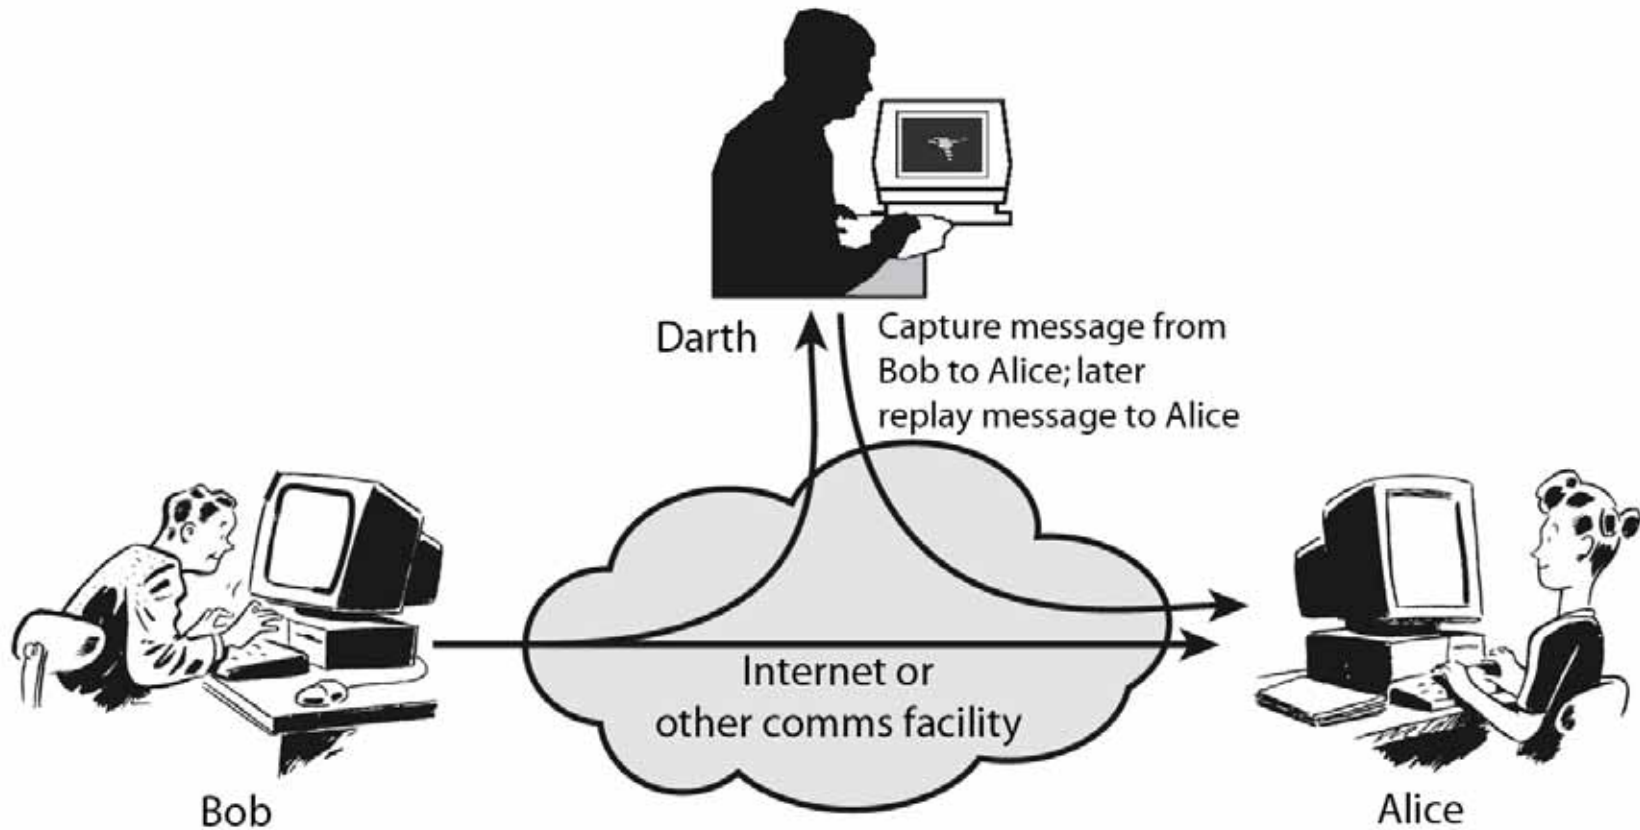 Darth
Capture message from
Bob to Alice; later
replay message to Alice
Internet or
other comms facility
Bob
Alice